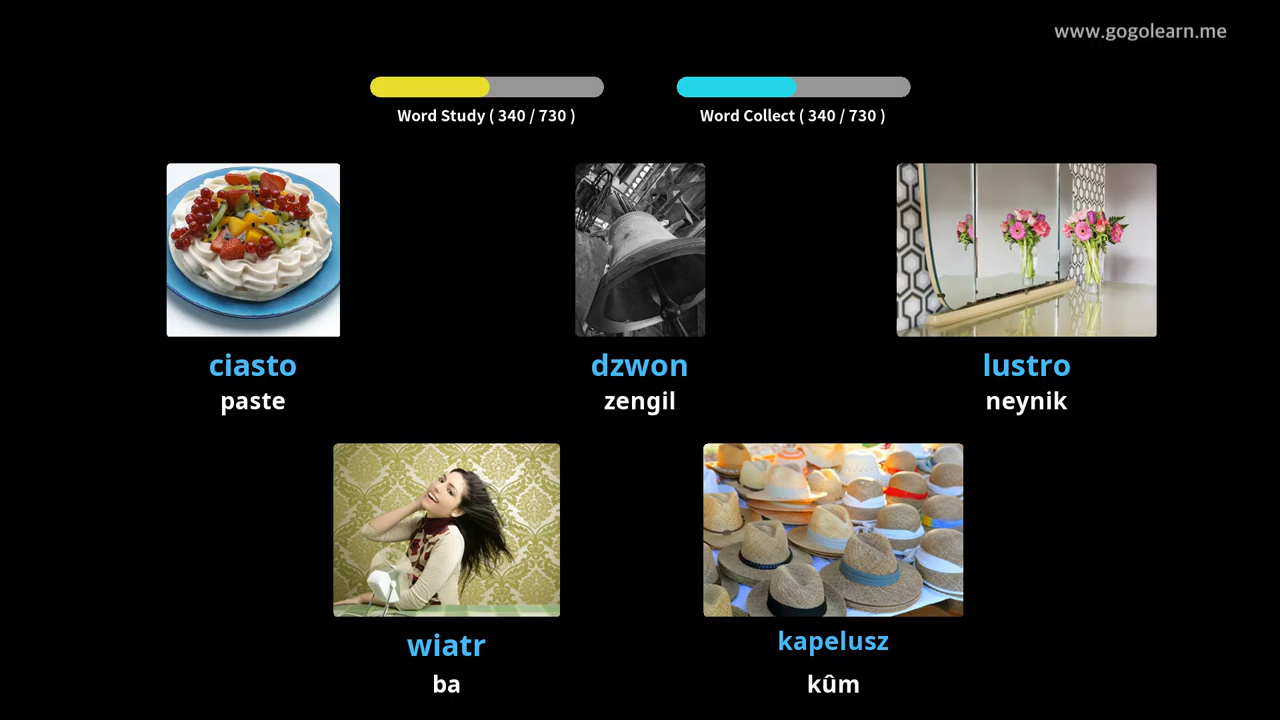 www.gogolearn.me
Word Study ( 340 / 730 )
Word Collect ( 340 / 730 )
ciasto
paste
dzwon
zengil
lustro
neynik
wiatr
ba
kapelusz
kûm